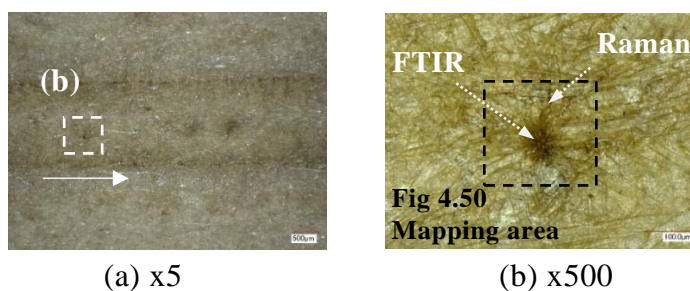 (b)
500μm
(a) x5
FTIR
Raman
Fig 4.50
Mapping area
100.0μm
(b) x500